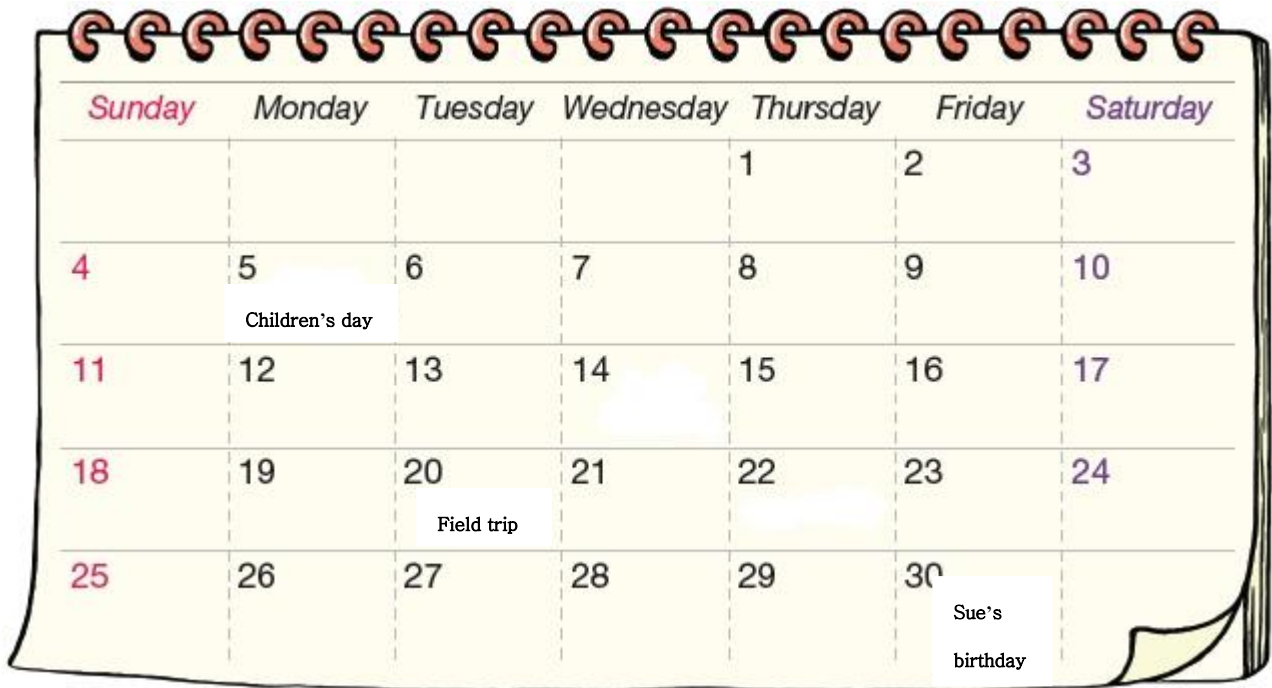 Sunday Monday Tuesday Wednesday Thursday Friday Saturday
1 2 3
4 5 6 7 8 9 10
Children's day
11 12 13 14 15 16 17
18 19 20 21 22 23 24
Field trip
25 26 27 28 29 30
Sue's
birthday